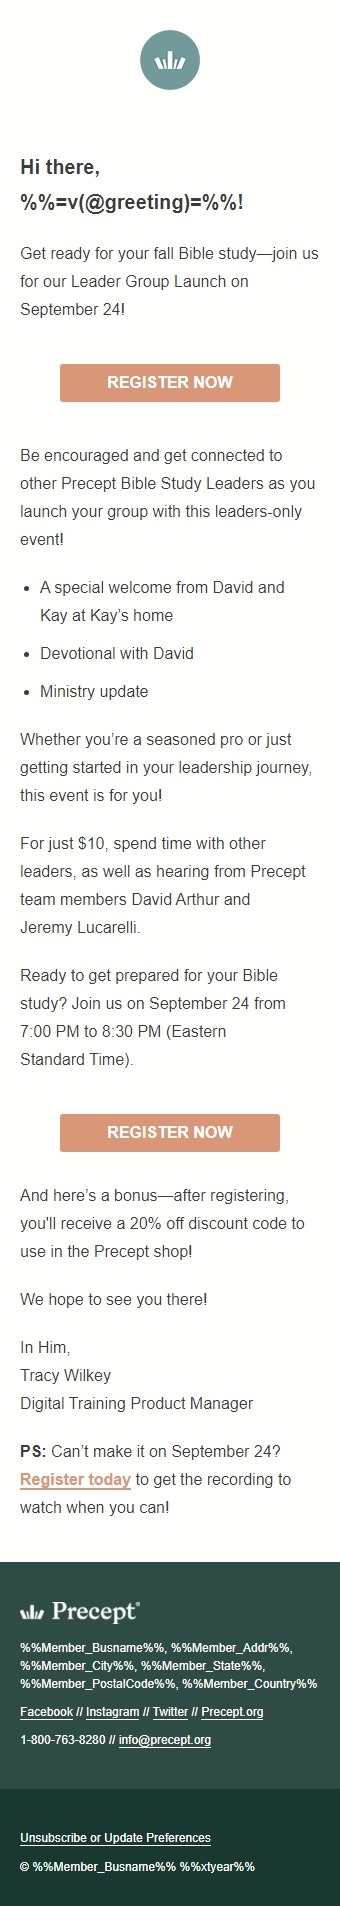 Hi there,
%%=v(@greeting)=%%!
Get ready for your fall Bible study—join us
for our Leader Group Launch on
September 24!
REGISTER NOW
Be encouraged and get connected to
other Precept Bible Study Leaders as you
launch your group with this leaders-only
event!
• A special welcome from David and
Kay at Kay’s home
• Devotional with David
• Ministry update
Whether you’re a seasoned pro or just
getting started in your leadership journey,
this event is for you!
For just $10, spend time with other
leaders, as well as hearing from Precept
team members David Arthur and
Jeremy Lucarelli.
Ready to get prepared for your Bible
study? Join us on September 24 from
7:00 PM to 8:30 PM (Eastern
Standard Time).
REGISTER NOW
And here’s a bonus—after registering,
you'll receive a 20% off discount code to
use in the Precept shop!
We hope to see you there!
In Him,
Tracy Wilkey
Digital Training Product Manager
PS: Can’t make it on September 24?
Register today to get the recording to
watch when you can!
Precept®
%%Member_Busname%%, %%Member_Addr%%,
%%Member_City%%, %%Member_State%%,
%%Member_PostalCode%%, %%Member_Country%%
Facebook // Instagram // Twitter // Precept.org
1-800-763-8280 // info@precept.org
Unsubscribe or Update Preferences
© %%Member_Busname%% %%xtyear%%